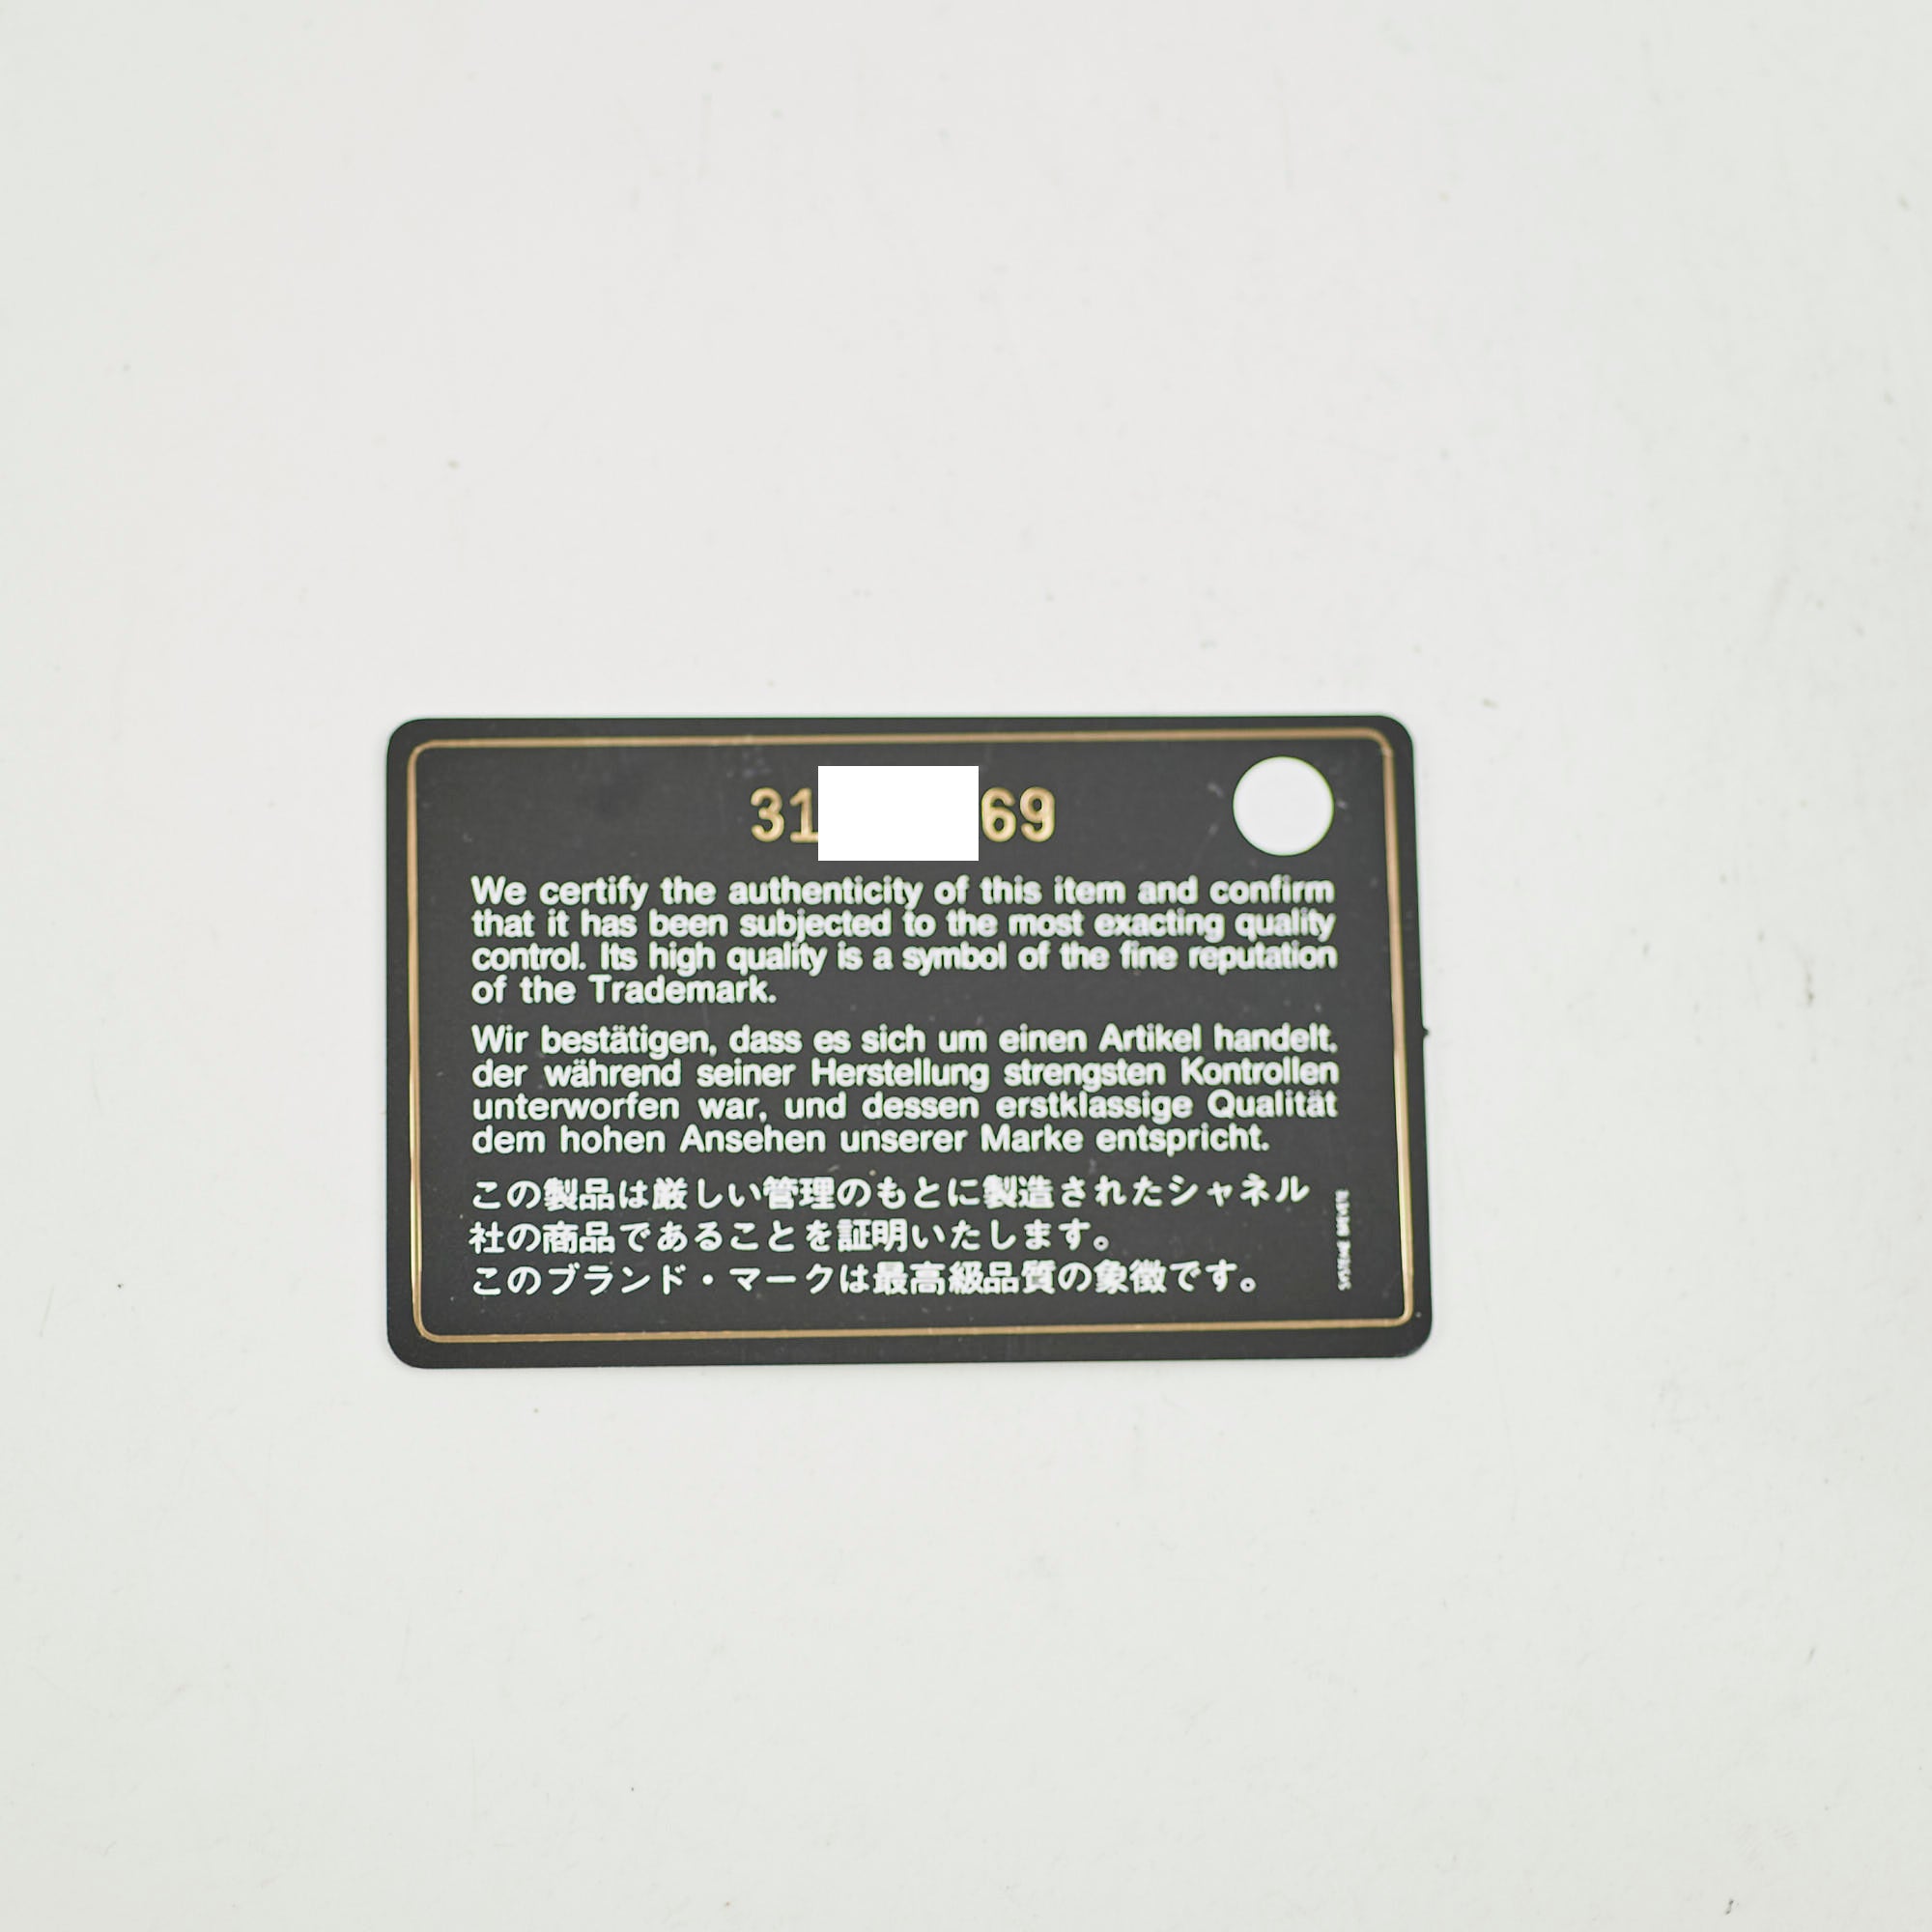 31 69
We certify the authenticity of this item and confirm
that it has been subjected to the most exacting quality
control. Its high quality is a symbol of the fine reputation
of the Trademark.
Wir bestätigen, dass es sich um einen Artikel handelt,
der während seiner Herstellung strengsten Kontrollen
unterworfen war, und dessen erstklassige Qualität
dem hohen Ansehen unserer Marke entspricht.
この製品は厳しい管理のもとに製造されたシャネル
社の商品であることを証明いたします。
このブランド・マークは最高級品質の象徴です。